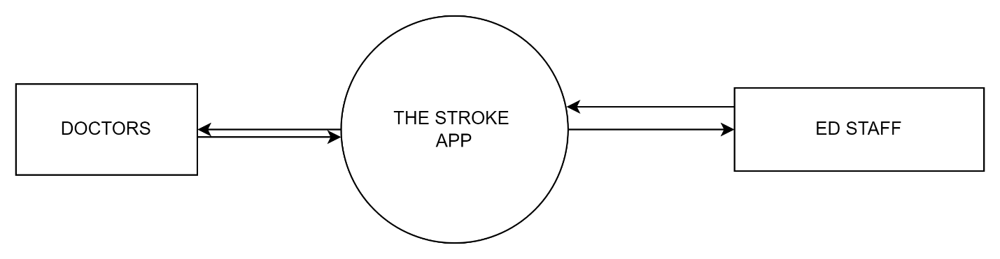 DOCTORS
THE STROKE
APP
ED STAFF